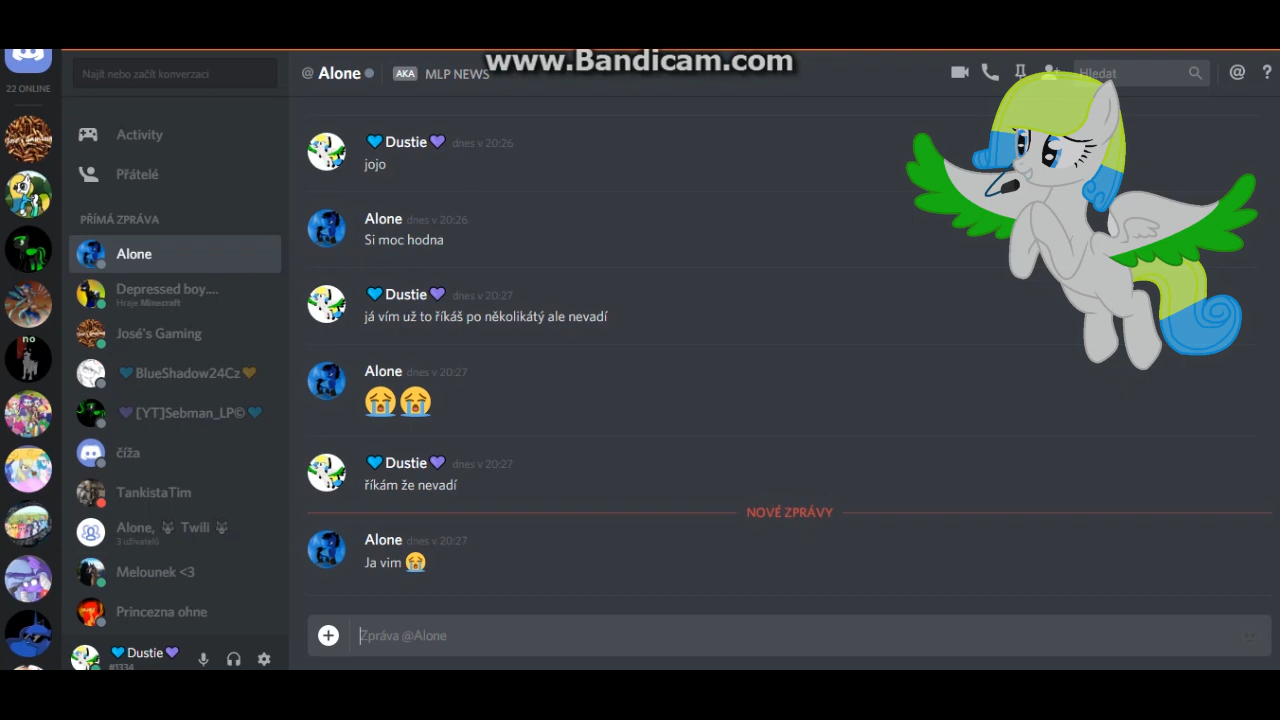 www.Bandicam.com
22 ONLINE
no
Najít nebo začít konverzaci
Activity
Přátelé
PŘÍMÁ ZPRÁVA
Alone
Depressed boy....
Hraje Minecraft
José's Gaming
💙BlueShadow24Cz💛
💜[YT]Sebman_LP©💙
číža
TankistaTim
Alone, 🐺 Twili 🐺
3 uživatelů
Melounek <3
Princezna ohne
💙Dustie💜
#1334
@ Alone AKA MLP NEWS
Hledat
@ ?
💙Dustie💜 dnes v 20:26
jojo
Alone dnes v 20:26
Si moc hodna
💙Dustie💜 dnes v 20:27
já vím už to říkáš po několikátý ale nevadí
Alone dnes v 20:27
😭😭
💙Dustie💜 dnes v 20:27
říkám že nevadí
NOVÉ ZPRÁVY
Alone dnes v 20:27
Ja vim 😭
Zpráva @Alone